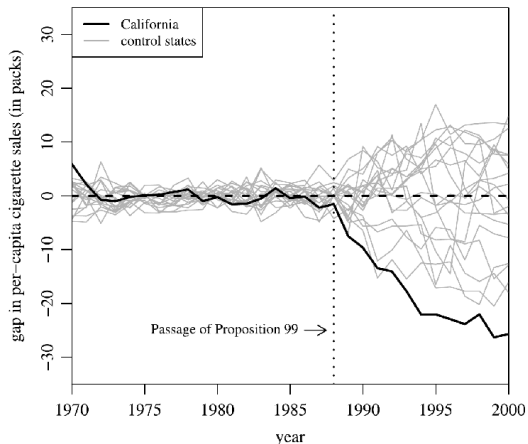 California
control states
gap in per−capita cigarette sales (in packs)
30
20
10
0
−10
−20
−30
Passage of Proposition 99
1970
1975
1980
1985
1990
1995
2000
year